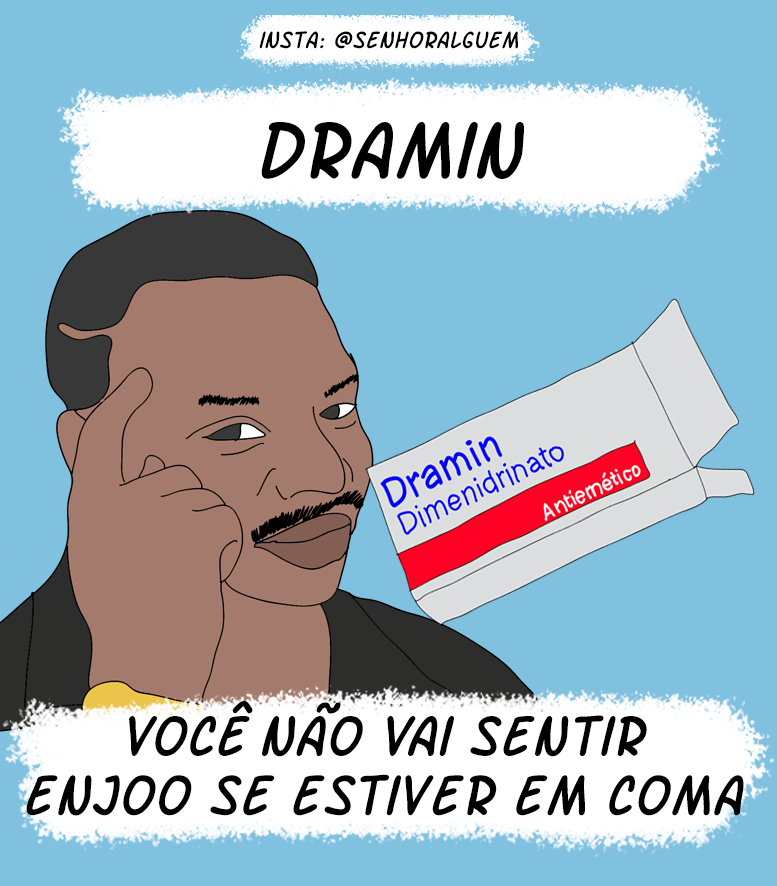 INSTA: @SENHORALGUEM
DRAMIN
Dramin
Dimenidrinato
Antiemético
VOCÊ NÃO VAI SENTIR
ENJOO SE ESTIVER EM COMA